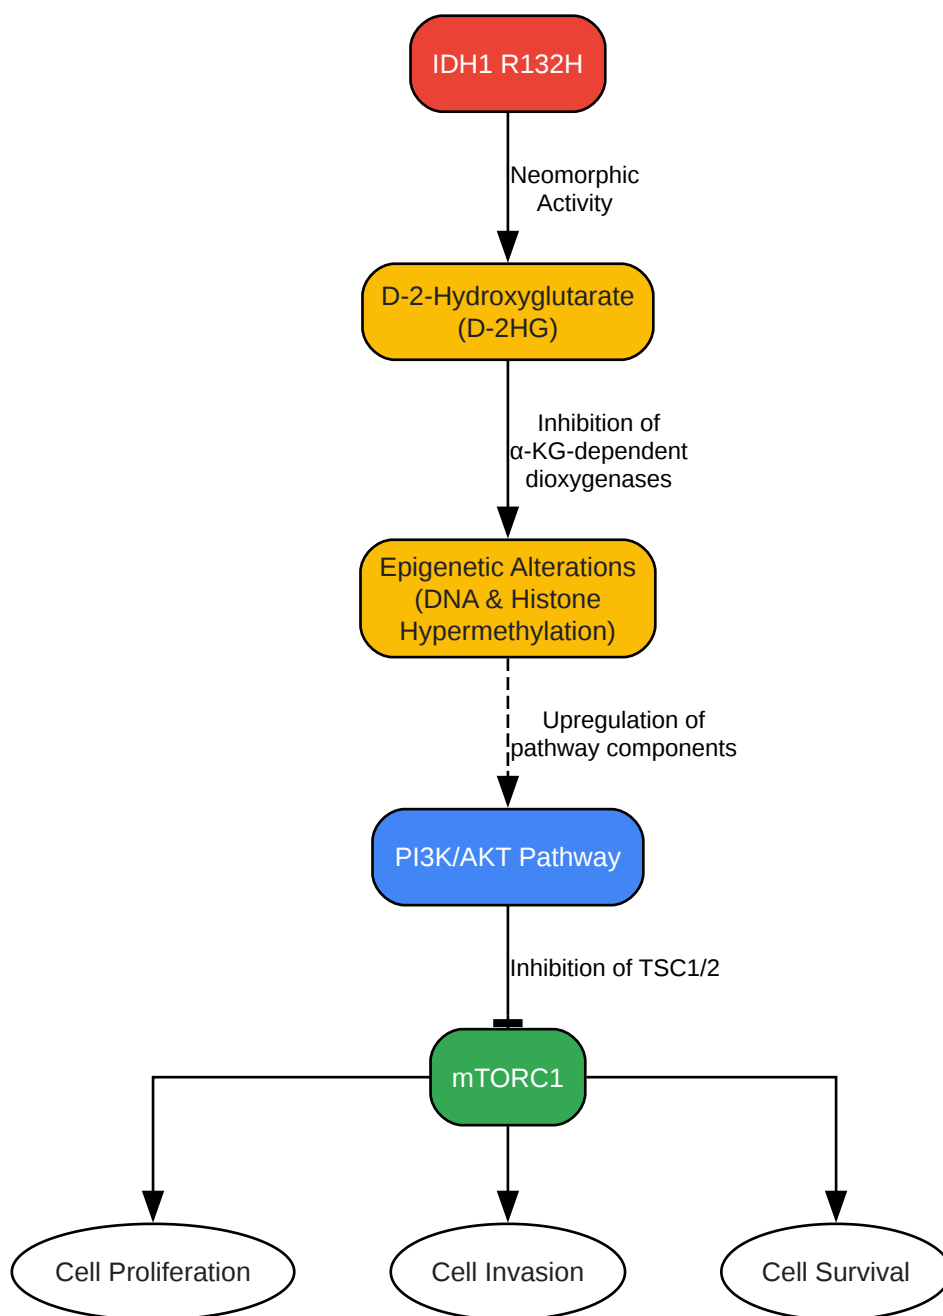 IDH1 R132H
Neomorphic
Activity
D-2-Hydroxyglutarate
(D-2HG)
Inhibition of
α-KG-dependent
dioxygenases
Epigenetic Alterations
(DNA & Histone
Hypermethylation)
Upregulation of
pathway components
PI3K/AKT Pathway
Inhibition of TSC1/2
mTORC1
Cell Proliferation
Cell Invasion
Cell Survival